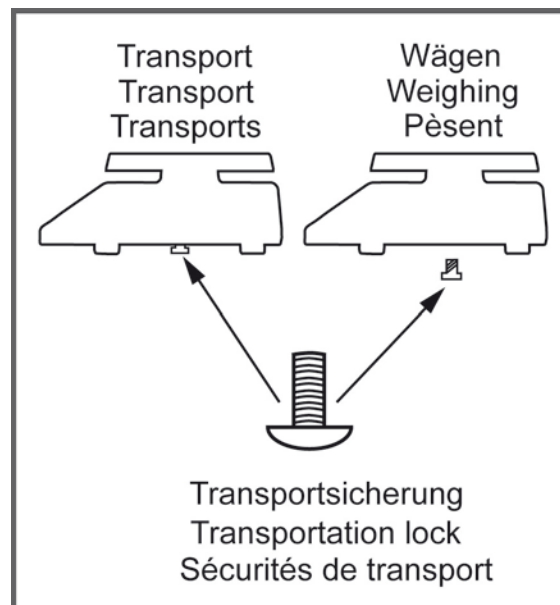 Transport
Transport
Transports
Wägen
Weighing
Pèsent
Transportsicherung
Transportation lock
Sécurités de transport